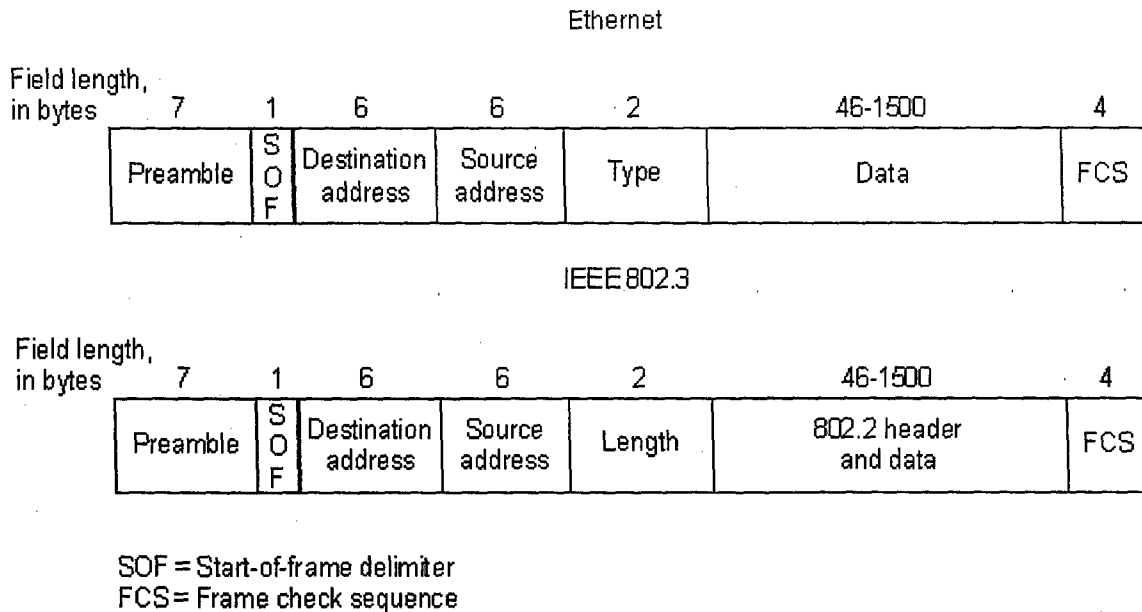 Ethernet
Field length,
in bytes 7 1 6 6 2 46-1500 4
Preamble SOF Destination address Source address Type Data FCS
IEEE 802.3
Field length,
in bytes 7 1 6 6 2 46-1500 4
Preamble SOF Destination address Source address Length 802.2 header and data FCS
SOF = Start-of-frame delimiter
FCS = Frame check sequence